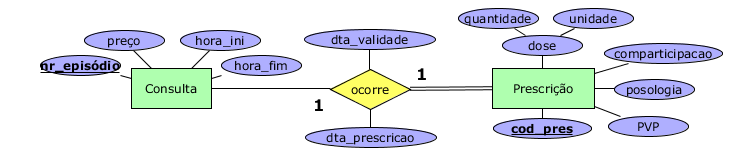 quantidade
unidade
preço
hora_ini
dta_validade
dose
comparticipacao
nr_episódio
hora_fim
1
Consulta
ocorre
Prescrição
posologia
1
dta_prescricao
cod_pres
PVP